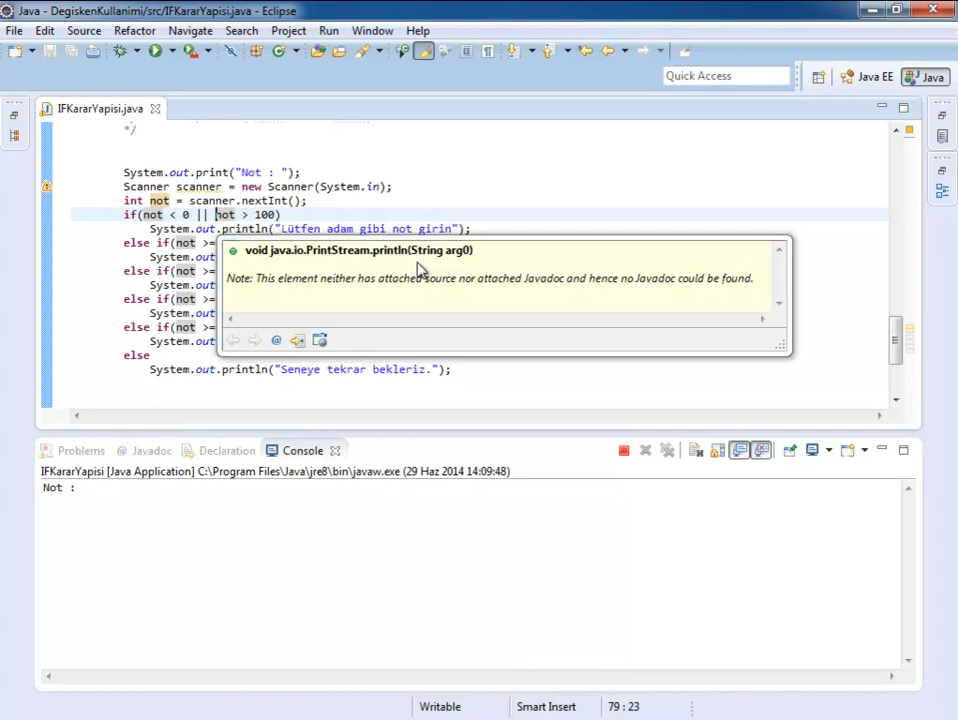 Java - DegiskenKullanimi/src/IFKararYapisi.java - Eclipse
File Edit Source Refactor Navigate Search Project Run Window Help
Quick Access
Java EE
Java
IFKararYapisi.java
*/
System.out.print("Not : ");
Scanner scanner = new Scanner(System.in);
int not = scanner.nextInt();
if(not < 0 || not > 100)
System.out.println("Lütfen adam gibi not girin");
else if(not >=
void java.io.PrintStream.println(String arg0)
System.out
else if(not >=
Note: This element neither has attached source nor attached Javadoc and hence no Javadoc could be found.
System.out
else if(not >=
System.out
else if(not >=
System.out
else
System.out.println("Seneye tekrar bekleriz.");
Problems @ Javadoc Declaration Console
IFKararYapisi [Java Application] C:\Program Files\Java\jre8\bin\javaw.exe (29 Haz 2014 14:09:48)
Not :
Writable Smart Insert 79 : 23